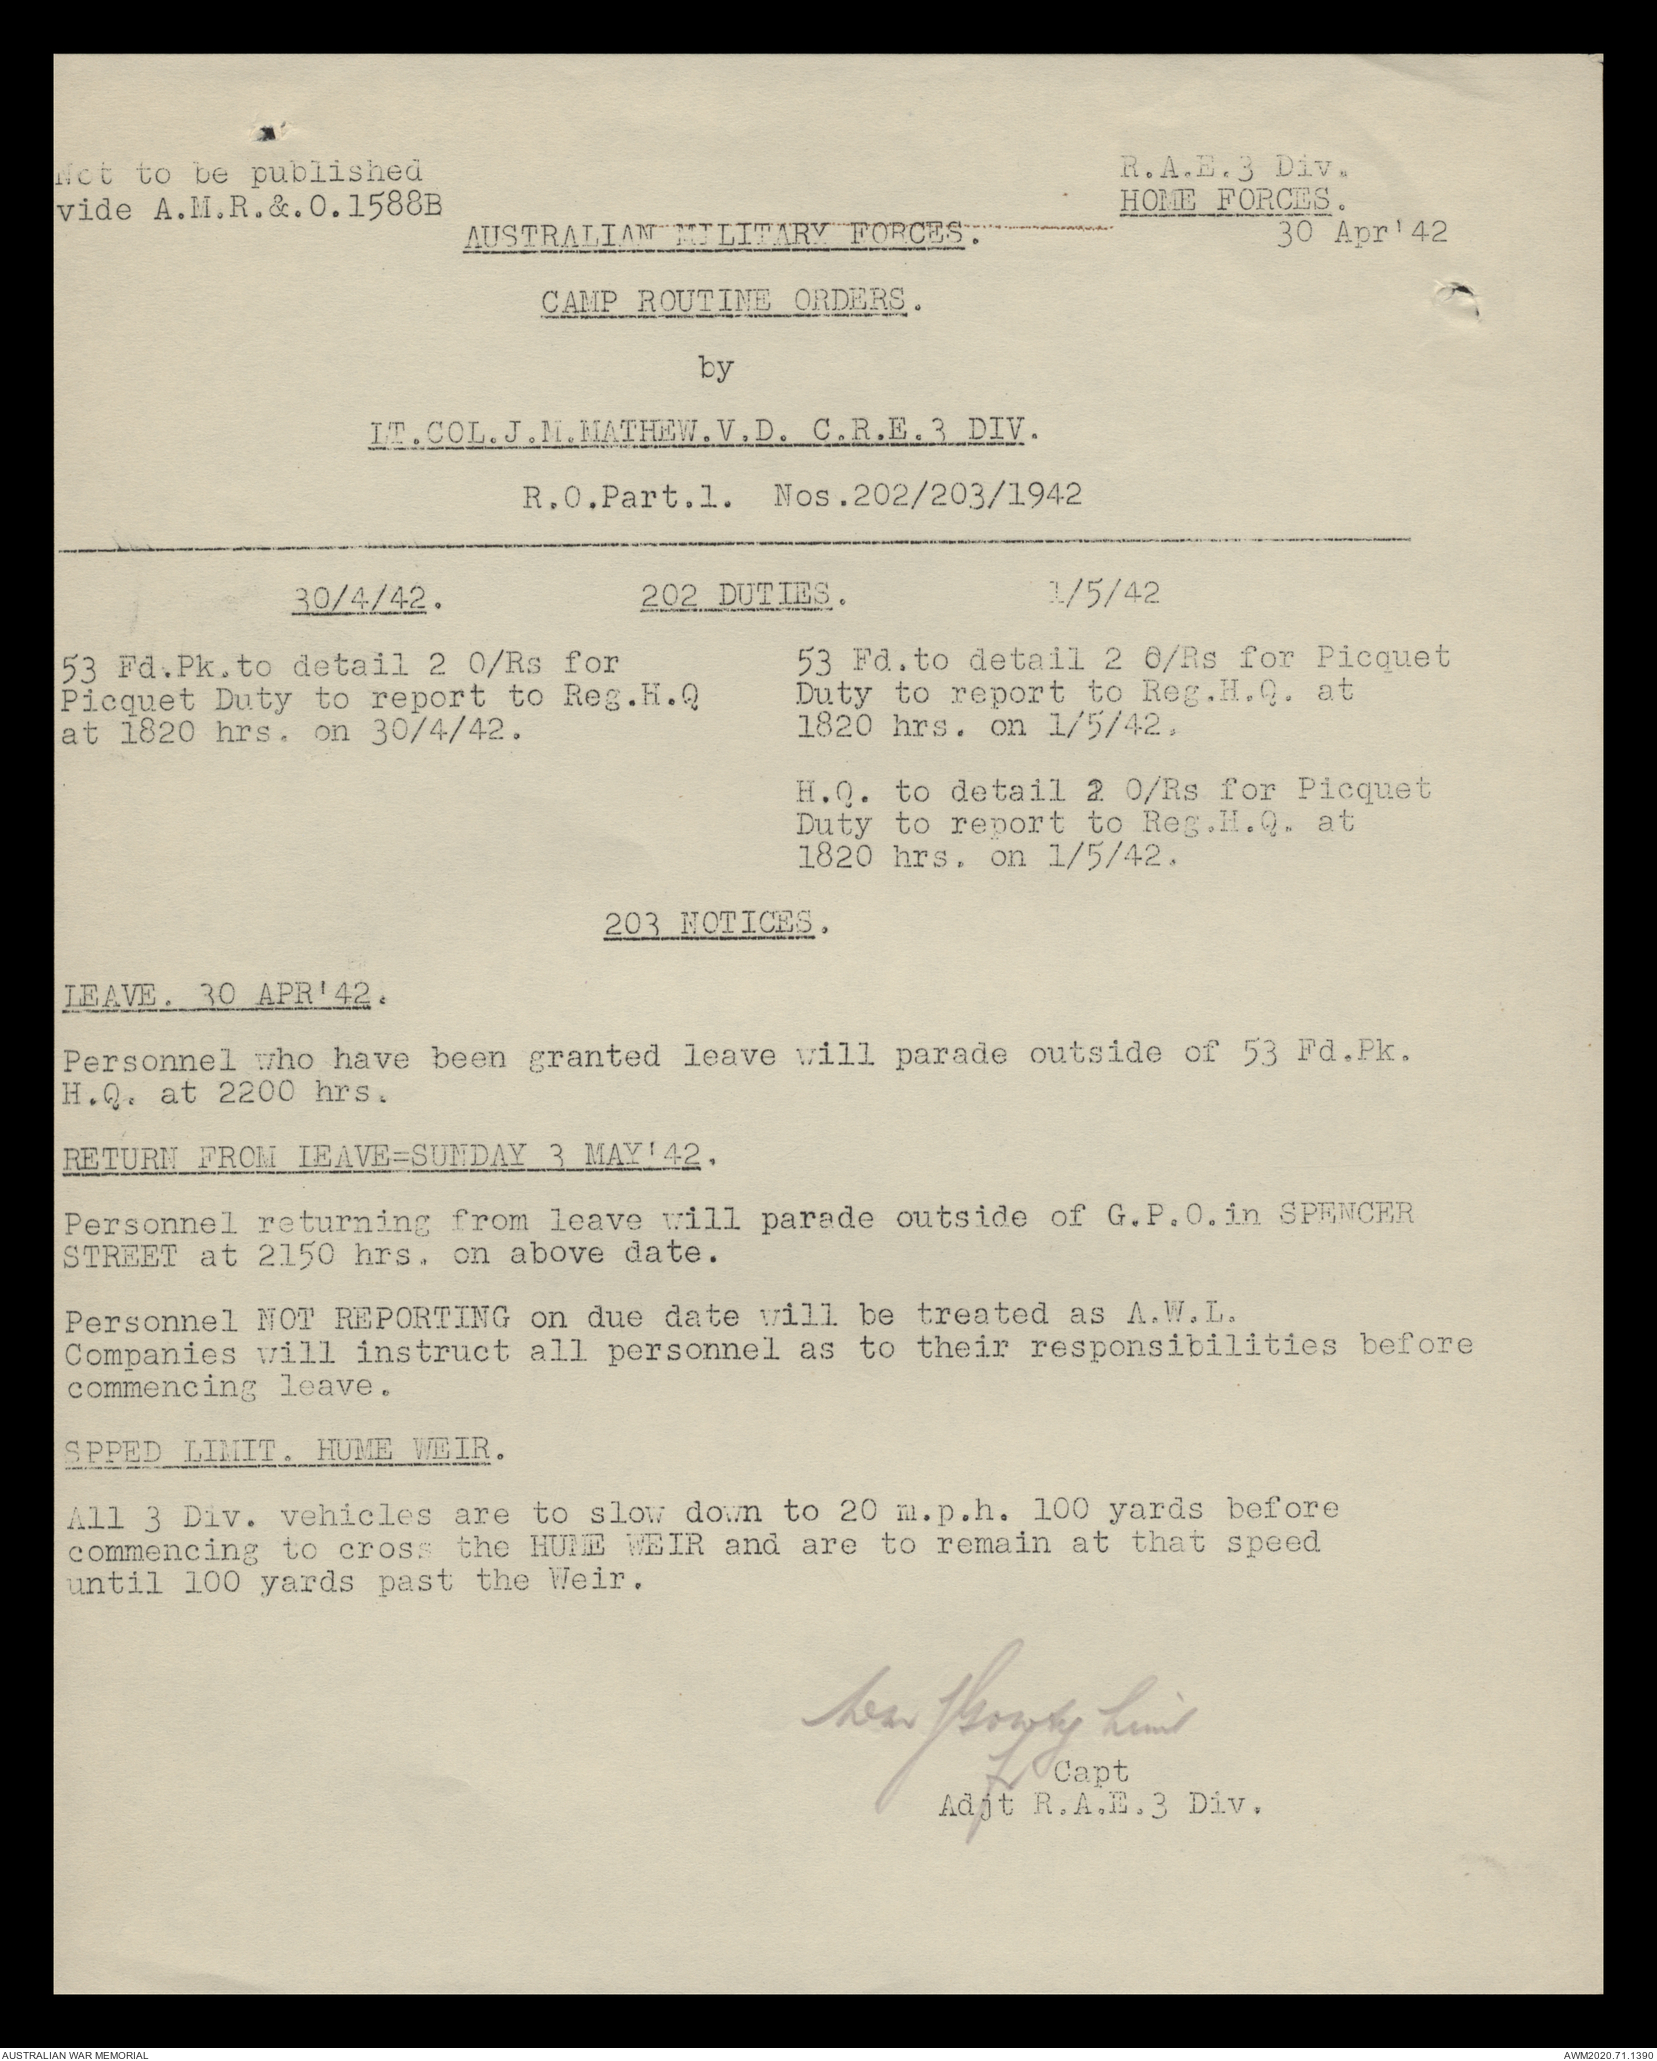 Not to be published
vide A.M.R.&.O.1588B
R.A.E.3 Div.
HOME FORCES.
30 Apr'42
AUSTRALIAN MILITARY FORCES.
CAMP ROUTINE ORDERS.
by
LT.COL.J.M.MATHEW.V.D. C.R.E.3 DIV.
R.O.Part.1. Nos.202/203/1942
30/4/42. 202 DUTIES. 1/5/42
53 Fd.Pk.to detail 2 O/Rs for
Picquet Duty to report to Reg.H.Q
at 1820 hrs. on 30/4/42.
53 Fd.to detail 2 O/Rs for Picquet
Duty to report to Reg.H.Q. at
1820 hrs. on 1/5/42.
H.Q. to detail 2 O/Rs for Picquet
Duty to report to Reg.H.Q. at
1820 hrs. on 1/5/42.
203 NOTICES.
LEAVE. 30 APR'42.
Personnel who have been granted leave will parade outside of 53 Fd.Pk.
H.Q. at 2200 hrs.
RETURN FROM LEAVE=SUNDAY 3 MAY'42.
Personnel returning from leave will parade outside of G.P.O.in SPENCER
STREET at 2150 hrs. on above date.
Personnel NOT REPORTING on due date will be treated as A.W.L.
Companies will instruct all personnel as to their responsibilities before
commencing leave.
SPPED LIMIT. HUME WEIR.
All 3 Div. vehicles are to slow down to 20 m.p.h. 100 yards before
commencing to cross the HUME WEIR and are to remain at that speed
until 100 yards past the Weir.
Capt
Adjt R.A.E.3 Div.
AUSTRALIAN WAR MEMORIAL
AWM2020.71.1390